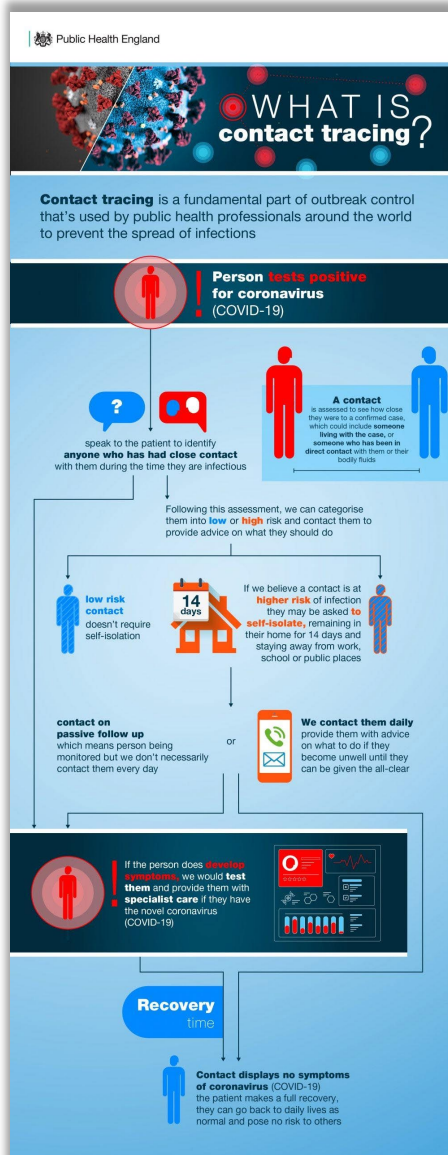 Public Health England
WHAT IS
contact tracing?
Contact tracing is a fundamental part of outbreak control
that's used by public health professionals around the world
to prevent the spread of infections
! Person tests positive
for coronavirus
(COVID-19)
?
speak to the patient to identify
anyone who has had close contact
with them during the time they are infectious
A contact
is assessed to see how close
they were to a confirmed case,
which could include someone
living with the case, or
someone who has been in
direct contact with them or their
bodily fluids
Following this assessment, we can categorise
them into low or high risk and contact them to
provide advice on what they should do
low risk
contact
doesn't require
self-isolation
14
days
If we believe a contact is at
higher risk of infection
they may be asked to
self-isolate, remaining in
their home for 14 days and
staying away from work,
school or public places
contact on
passive follow up
which means person being
monitored but we don't necessarily
contact them every day
or
We contact them daily
provide them with advice
on what to do if they
become unwell until they
can be given the all-clear
! If the person does develop
symptoms, we would test
them and provide them with
specialist care if they have
the novel coronavirus
(COVID-19)
Recovery
time
Contact displays no symptoms
of coronavirus (COVID-19)
the patient makes a full recovery,
they can go back to daily lives as
normal and pose no risk to others